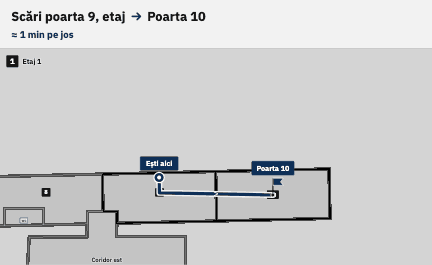 Scări poarta 9, etaj → Poarta 10
≈ 1 min pe jos
1 Etaj 1
Ești aici
Poarta 10
8
Coridor est